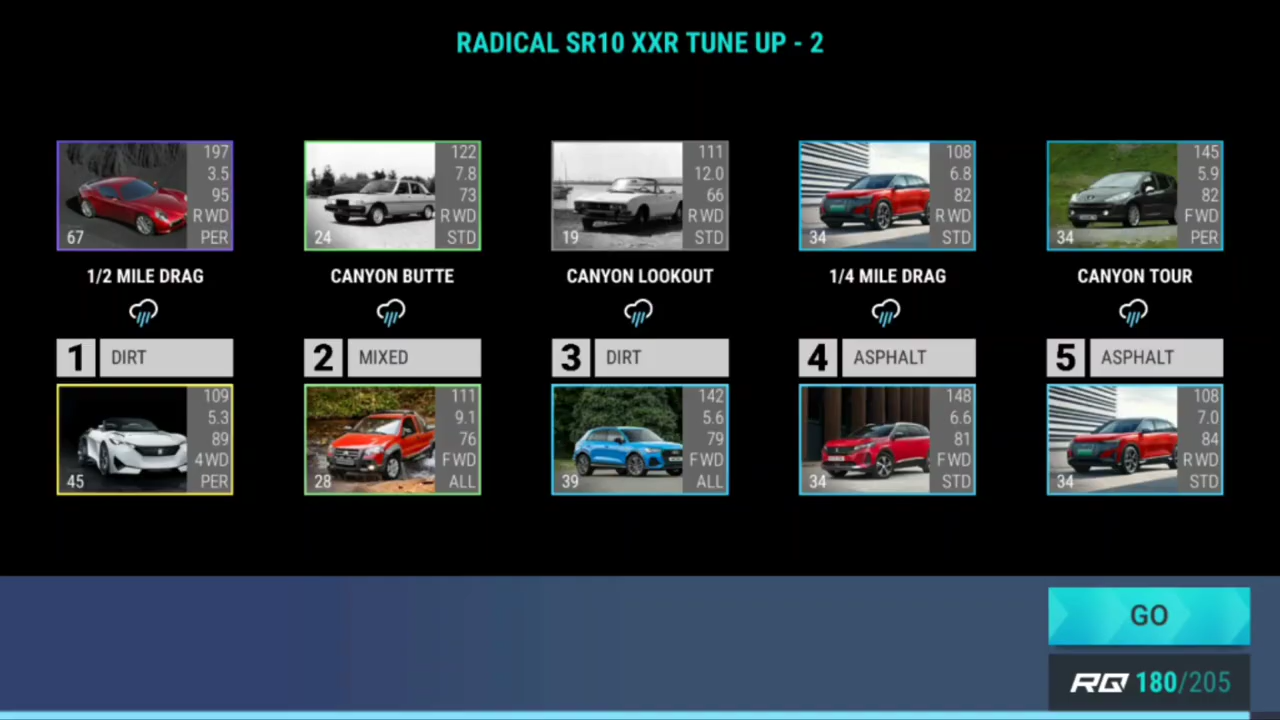 RADICAL SR10 XXR TUNE UP - 2
197
3.5
95
RWD
67 PER
122
7.8
73
RWD
24 STD
111
12.0
66
RWD
19 STD
108
6.8
82
RWD
34 STD
145
5.9
82
FWD
34 PER
1/2 MILE DRAG
CANYON BUTTE
CANYON LOOKOUT
1/4 MILE DRAG
CANYON TOUR
1 DIRT
2 MIXED
3 DIRT
4 ASPHALT
5 ASPHALT
109
5.3
89
4WD
45 PER
111
9.1
76
FWD
28 ALL
142
5.6
79
FWD
39 ALL
148
6.6
81
FWD
34 STD
108
7.0
84
RWD
34 STD
GO
RQ 180/205